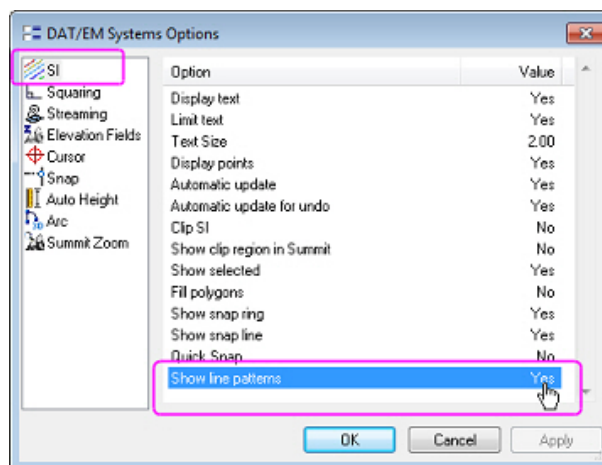 DAT/EM Systems Options
SI
Squaring
Streaming
Elevation Fields
Cursor
Snap
Auto Height
Arc
Summit Zoom
Option Value
Display text Yes
Limit text Yes
Text Size 2.00
Display points Yes
Automatic update Yes
Automatic update for undo Yes
Clip SI No
Show clip region in Summit No
Show selected Yes
Fill polygons No
Show snap ring Yes
Show snap line Yes
Quick Snap No
Show line patterns Yes
OK Cancel Apply